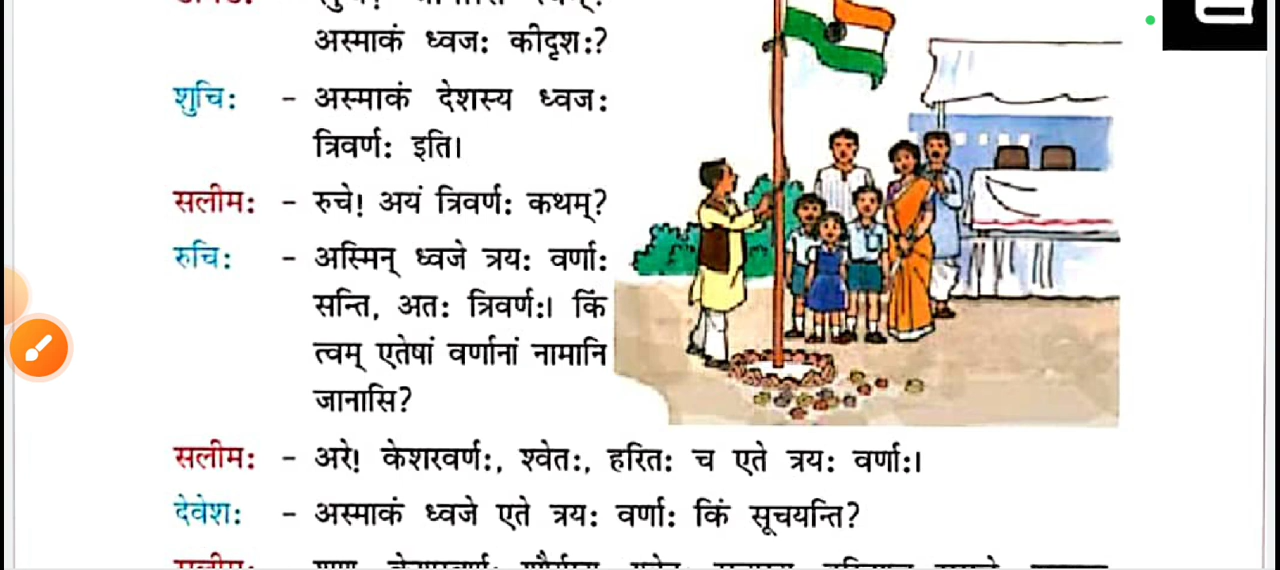 अस्माकं ध्वजः कीदृशः?
शुचिः – अस्माकं देशस्य ध्वजः
त्रिवर्णः इति।
सलीमः – रुचे! अयं त्रिवर्णः कथम्?
रुचिः – अस्मिन् ध्वजे त्रयः वर्णाः
सन्ति, अतः त्रिवर्णः। किं
त्वम् एतेषां वर्णानां नामानि
जानासि?
सलीमः – अरे! केशरवर्णः, श्वेतः, हरितः च एते त्रयः वर्णाः।
देवेशः – अस्माकं ध्वजे एते त्रयः वर्णाः किं सूचयन्ति?